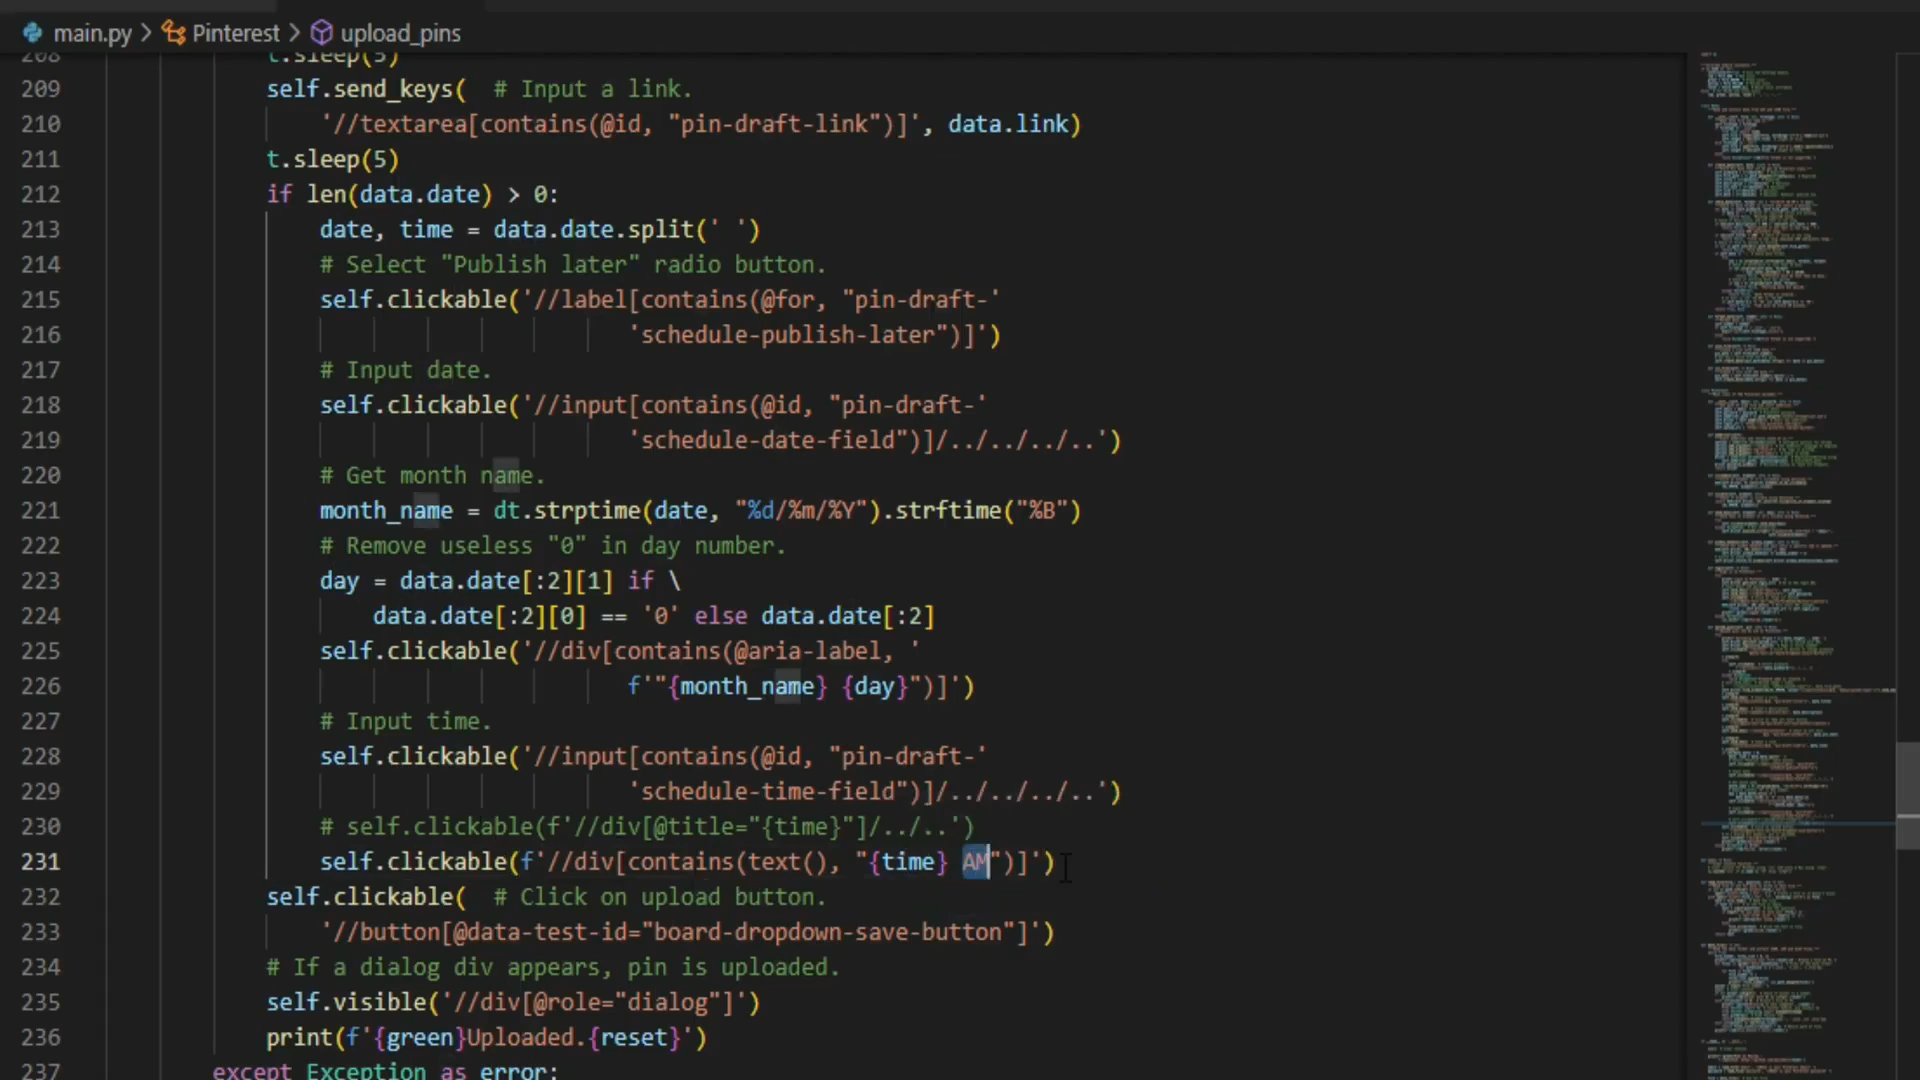 main.py > Pinterest > upload_pins
208 t.sleep(5)
209 self.send_keys(  # Input a link.
210 '//textarea[contains(@id, "pin-draft-link")]', data.link)
211 t.sleep(5)
212 if len(data.date) > 0:
213 date, time = data.date.split(' ')
214 # Select "Publish later" radio button.
215 self.clickable('//label[contains(@for, "pin-draft-'
216 'schedule-publish-later")]')
217 # Input date.
218 self.clickable('//input[contains(@id, "pin-draft-'
219 'schedule-date-field")]/../../../..')
220 # Get month name.
221 month_name = dt.strptime(date, "%d/%m/%Y").strftime("%B")
222 # Remove useless "0" in day number.
223 day = data.date[:2][1] if \
224 data.date[:2][0] == '0' else data.date[:2]
225 self.clickable('//div[contains(@aria-label, '
226 f'"{month_name} {day}")]')
227 # Input time.
228 self.clickable('//input[contains(@id, "pin-draft-'
229 'schedule-time-field")]/../../../..')
230 # self.clickable(f'//div[@title="{time}"]/../..')
231 self.clickable(f'//div[contains(text(), "{time} AM")]')
232 self.clickable(  # Click on upload button.
233 '//button[@data-test-id="board-dropdown-save-button"]')
234 # If a dialog div appears, pin is uploaded.
235 self.visible('//div[@role="dialog"]')
236 print(f'{green}Uploaded.{reset}')
237 except Exception as error: